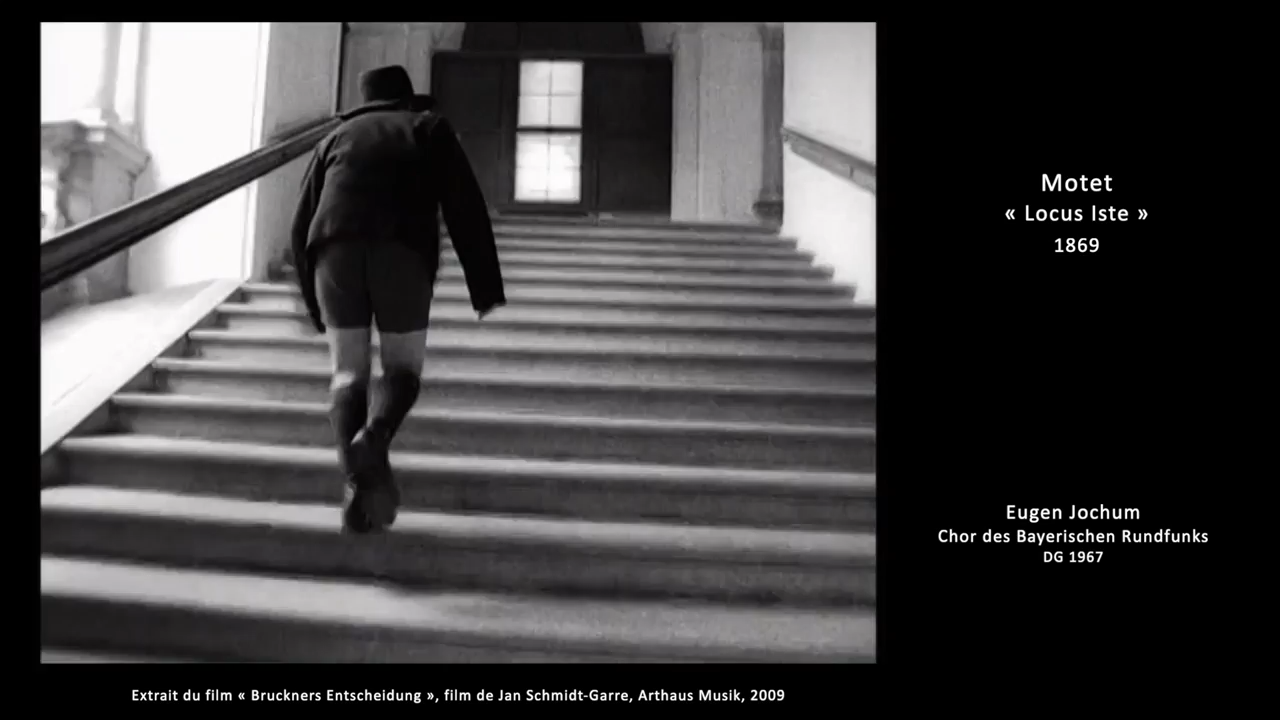 Motet
« Locus Iste »
1869
Eugen Jochum
Chor des Bayerischen Rundfunks
DG 1967
Extrait du film « Bruckners Entscheidung », film de Jan Schmidt-Garre, Arthaus Musik, 2009